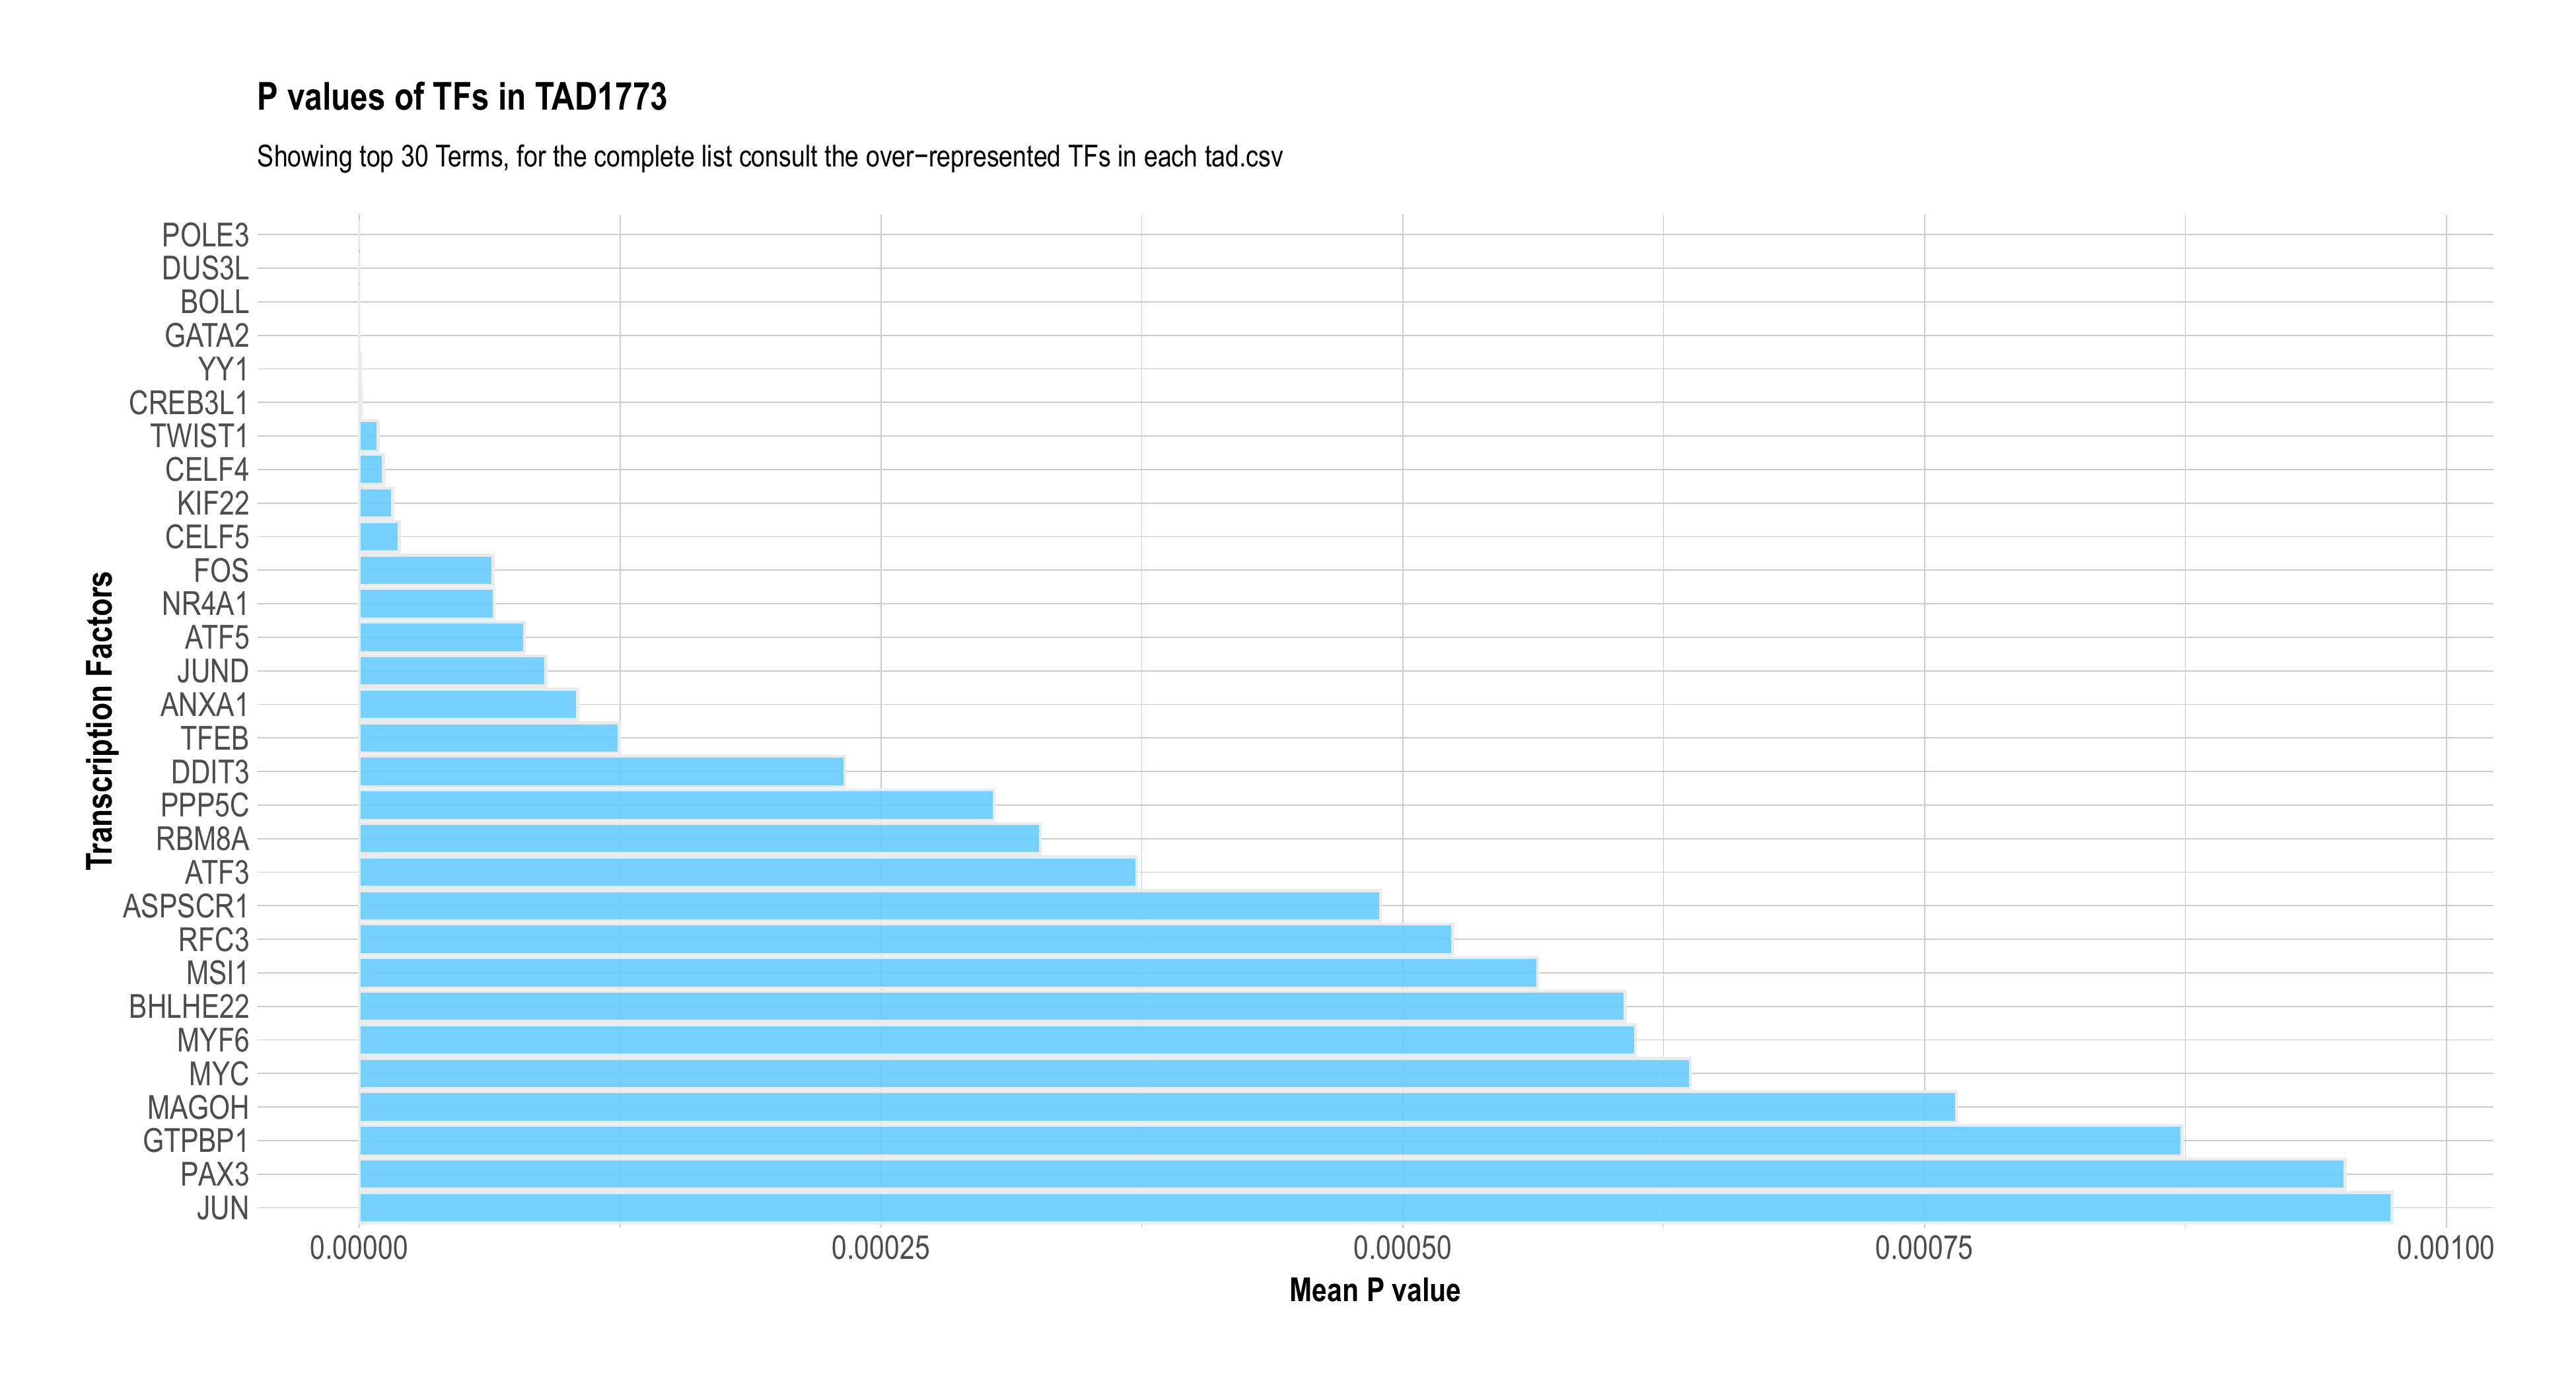 P values of TFs in TAD1773
Showing top 30 Terms, for the complete list consult the over−represented TFs in each tad.csv
Transcription Factors
POLE3
DUS3L
BOLL
GATA2
YY1
CREB3L1
TWIST1
CELF4
KIF22
CELF5
FOS
NR4A1
ATF5
JUND
ANXA1
TFEB
DDIT3
PPP5C
RBM8A
ATF3
ASPSCR1
RFC3
MSI1
BHLHE22
MYF6
MYC
MAGOH
GTPBP1
PAX3
JUN
0.00000 0.00025 0.00050 0.00075 0.00100
Mean P value